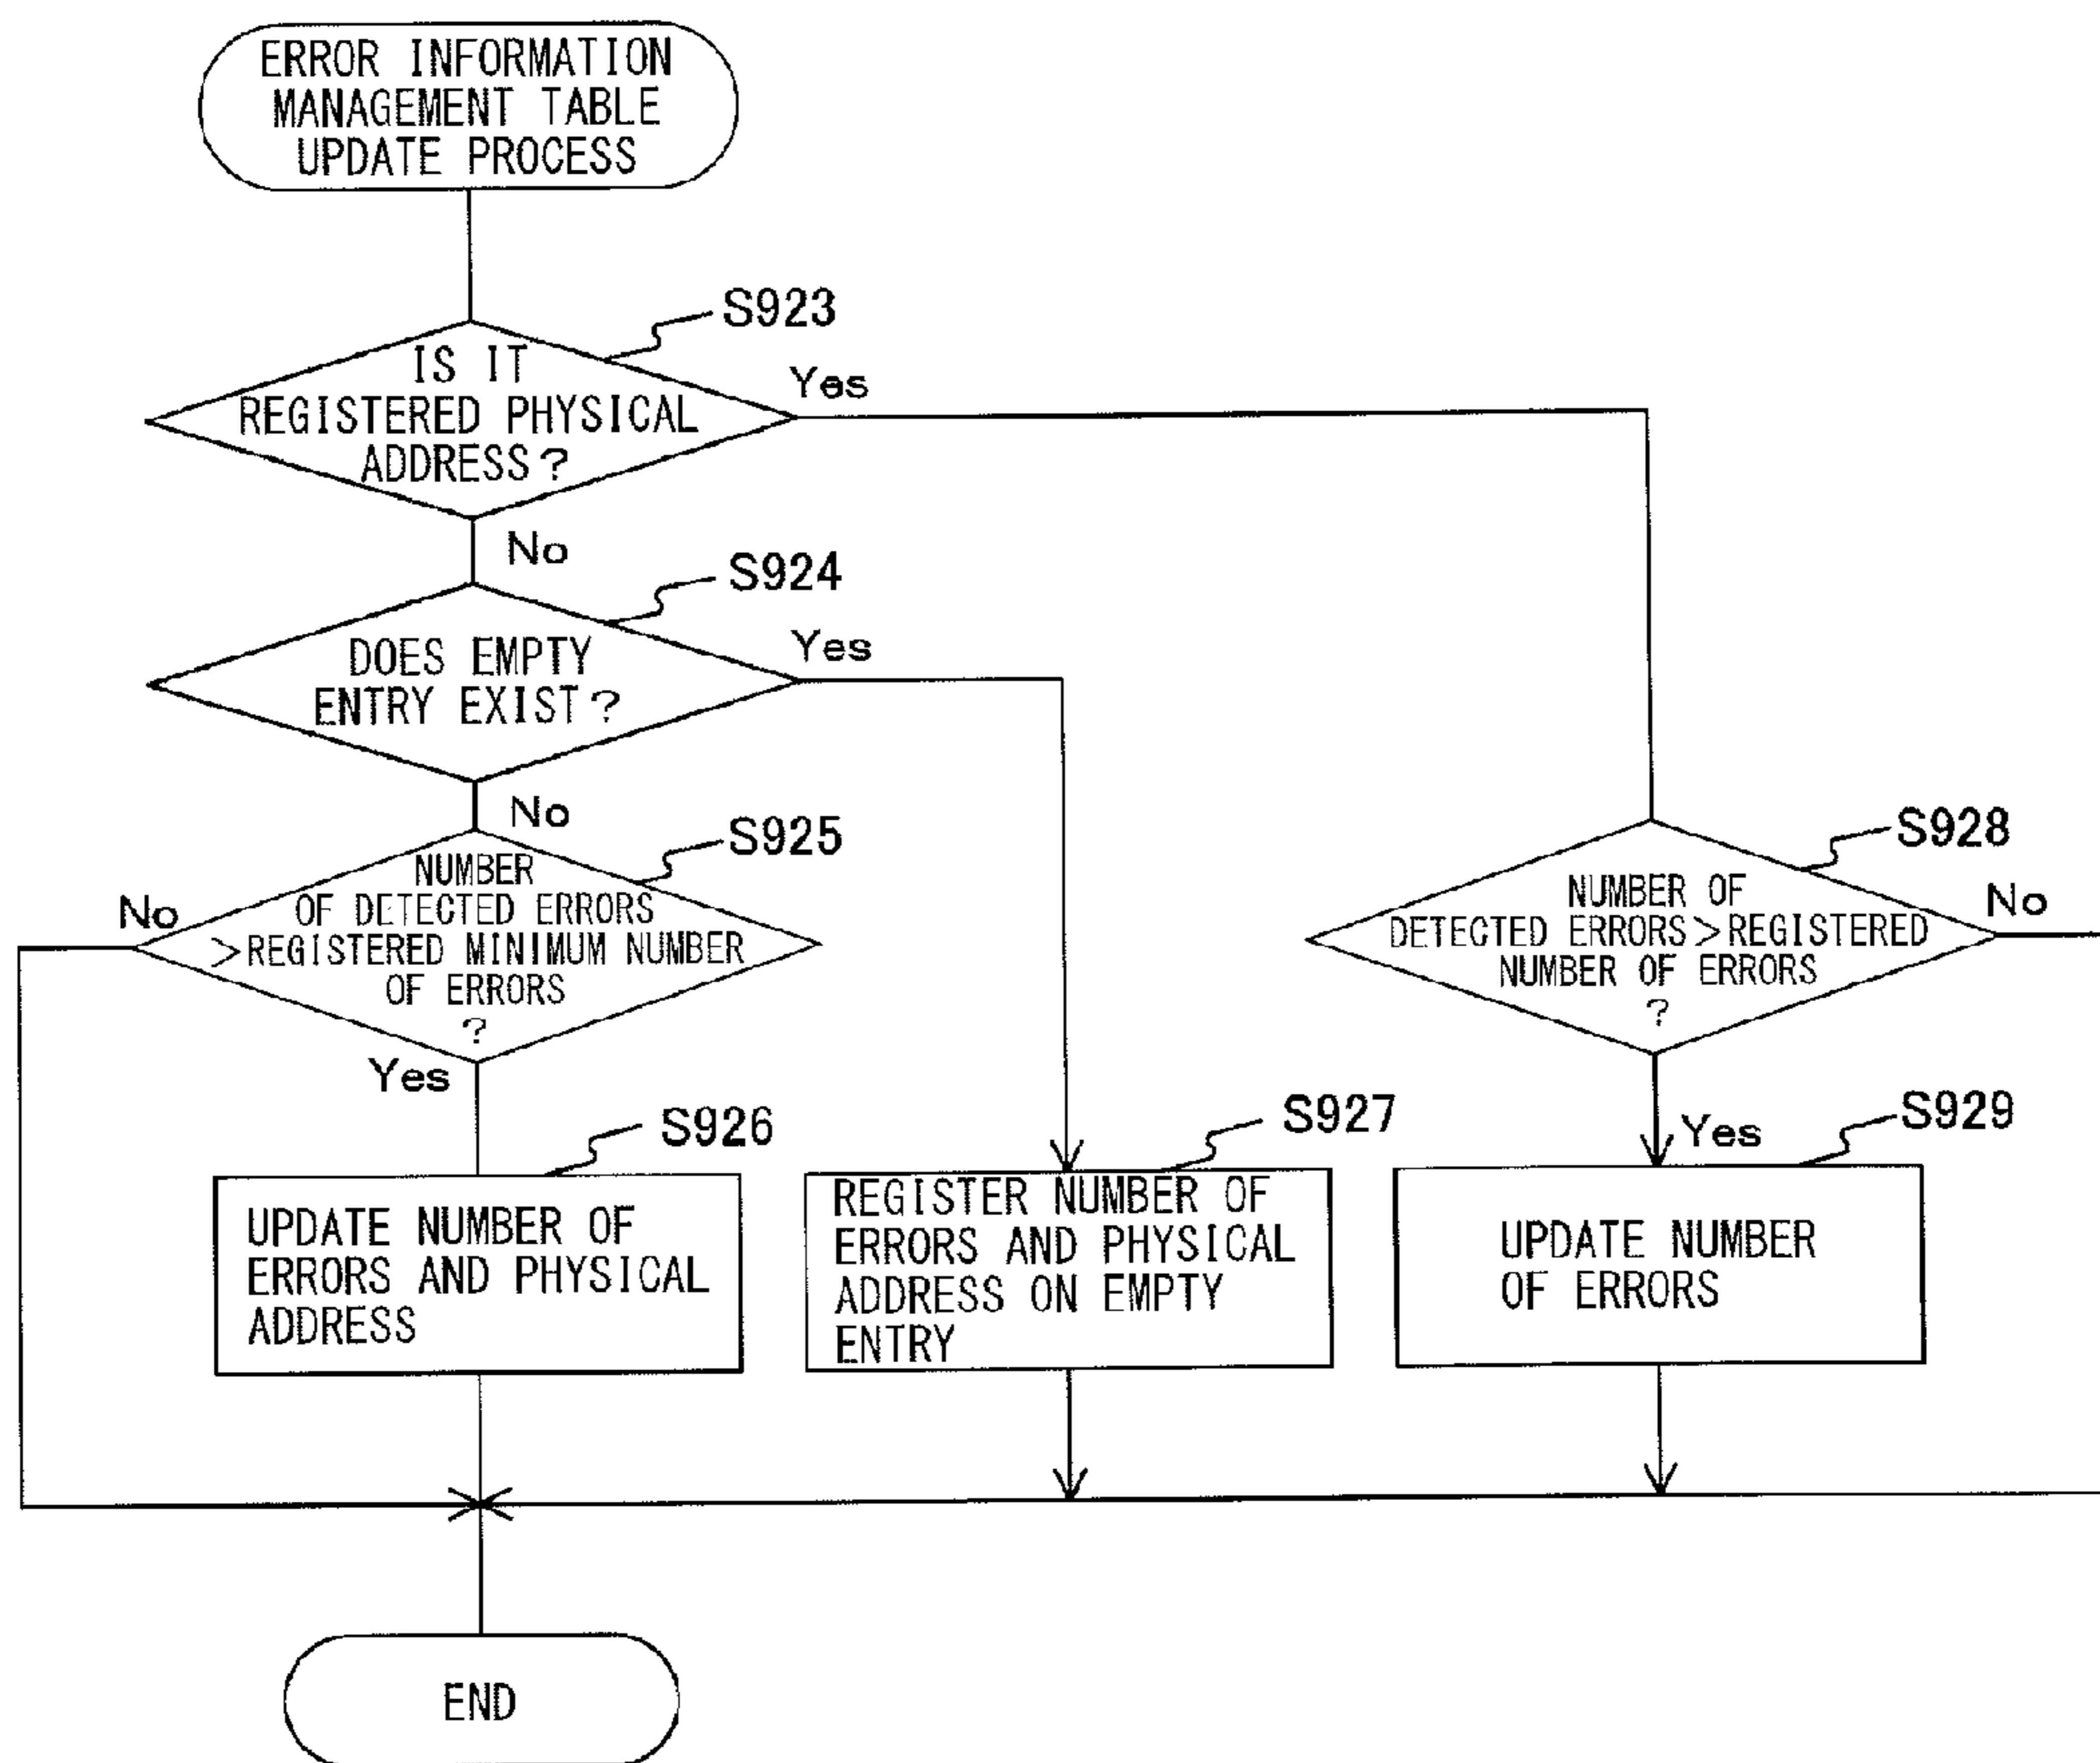 ERROR INFORMATION
MANAGEMENT TABLE
UPDATE PROCESS
S923
IS IT
REGISTERED PHYSICAL
ADDRESS?
Yes
No
S924
DOES EMPTY
ENTRY EXIST?
Yes
No
S925
NUMBER
OF DETECTED ERRORS
>REGISTERED MINIMUM NUMBER
OF ERRORS
?
No
Yes
S928
NUMBER OF
DETECTED ERRORS>REGISTERED
NUMBER OF ERRORS
?
No
Yes
S926
UPDATE NUMBER OF
ERRORS AND PHYSICAL
ADDRESS
S927
REGISTER NUMBER OF
ERRORS AND PHYSICAL
ADDRESS ON EMPTY
ENTRY
S929
UPDATE NUMBER
OF ERRORS
END